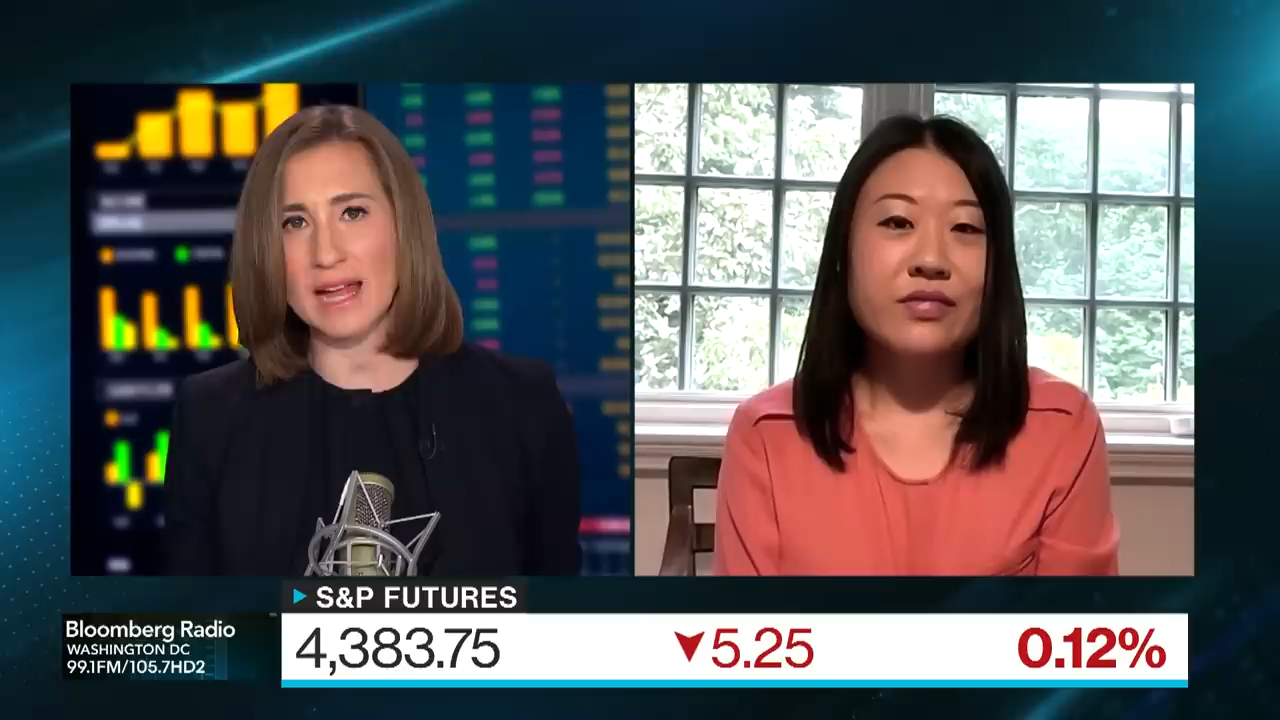 S&P FUTURES
Bloomberg Radio
WASHINGTON DC
99.1FM/105.7HD2
4,383.75
5.25
0.12%